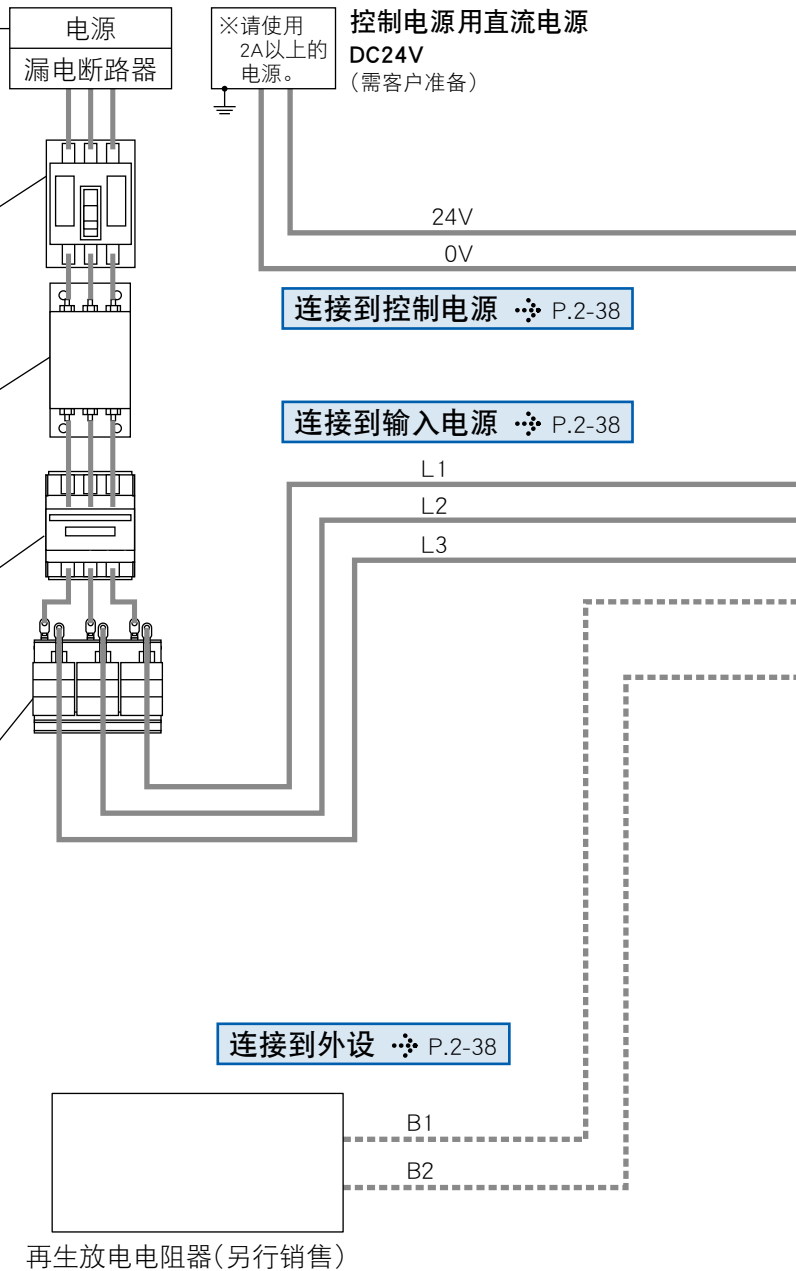 电源
漏电断路器
※请使用
2A以上的
电源。
控制电源用直流电源
DC24V
（需客户准备）
24V
0V
连接到控制电源 P.2-38
连接到输入电源 P.2-38
L1
L2
L3
连接到外设 P.2-38
B1
B2
再生放电电阻器（另行销售）